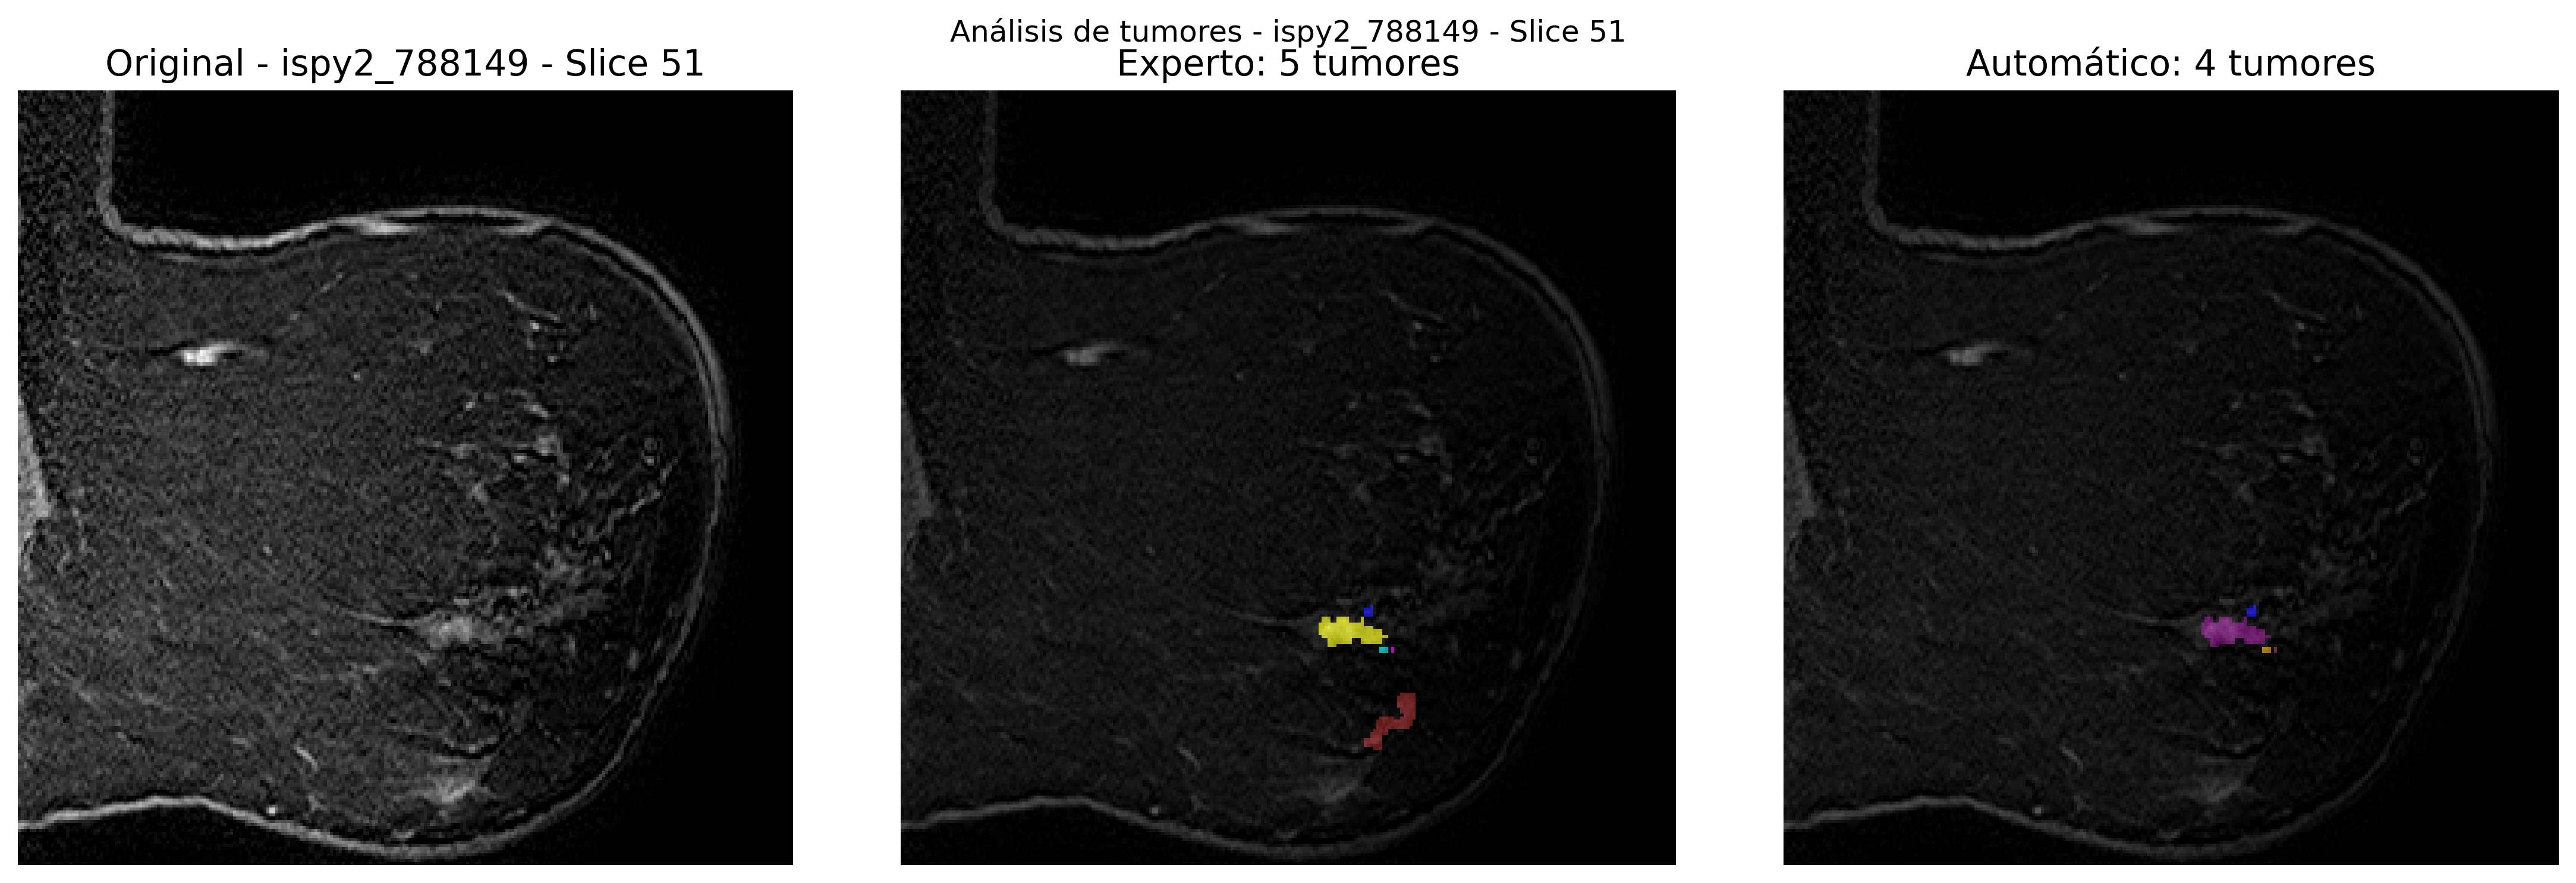 Análisis de tumores - ispy2_788149 - Slice 51
Original - ispy2_788149 - Slice 51
Experto: 5 tumores
Automático: 4 tumores